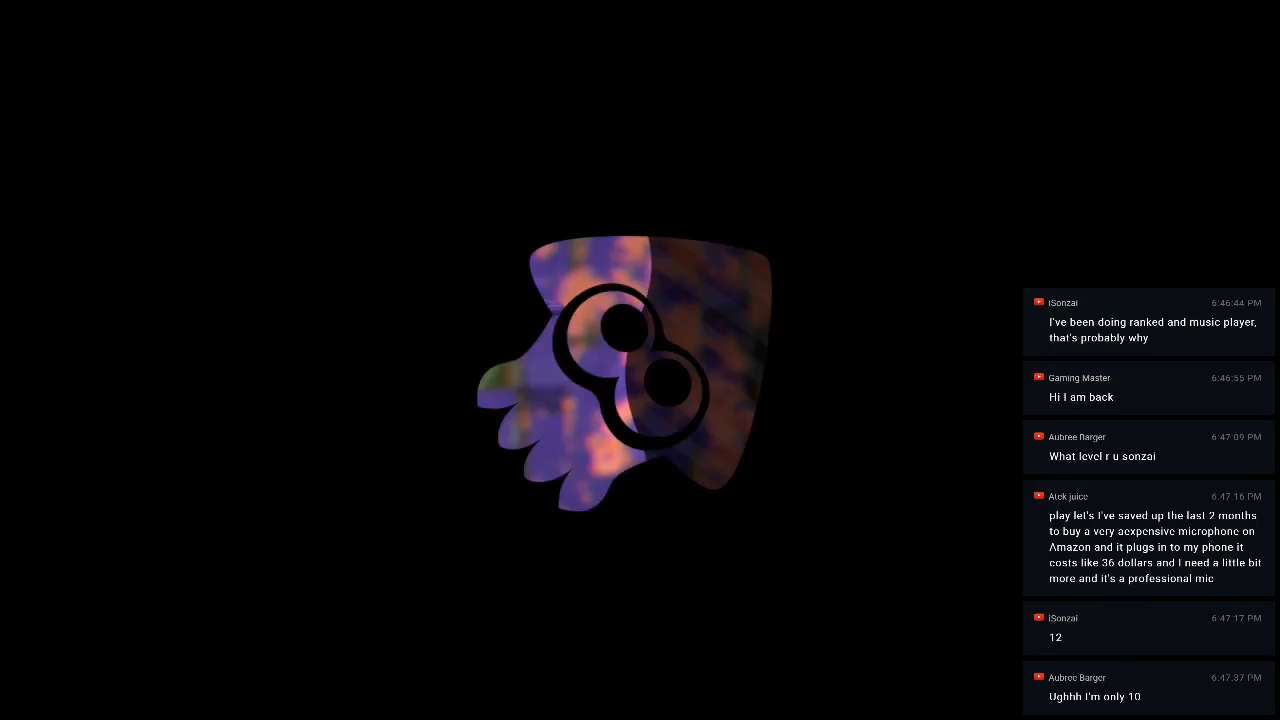 iSonzai 6:46:44 PM
I've been doing ranked and music player,
that's probably why
Gaming Master 6:46:55 PM
Hi I am back
Aubree Barger 6:47:09 PM
What level r u sonzai
Atek juice 6:47:16 PM
play let's I've saved up the last 2 months
to buy a very aexpensive microphone on
Amazon and it plugs in to my phone it
costs like 36 dollars and I need a little bit
more and it's a professional mic
iSonzai 6:47:17 PM
12
Aubree Barger 6:47:37 PM
Ughhh I'm only 10